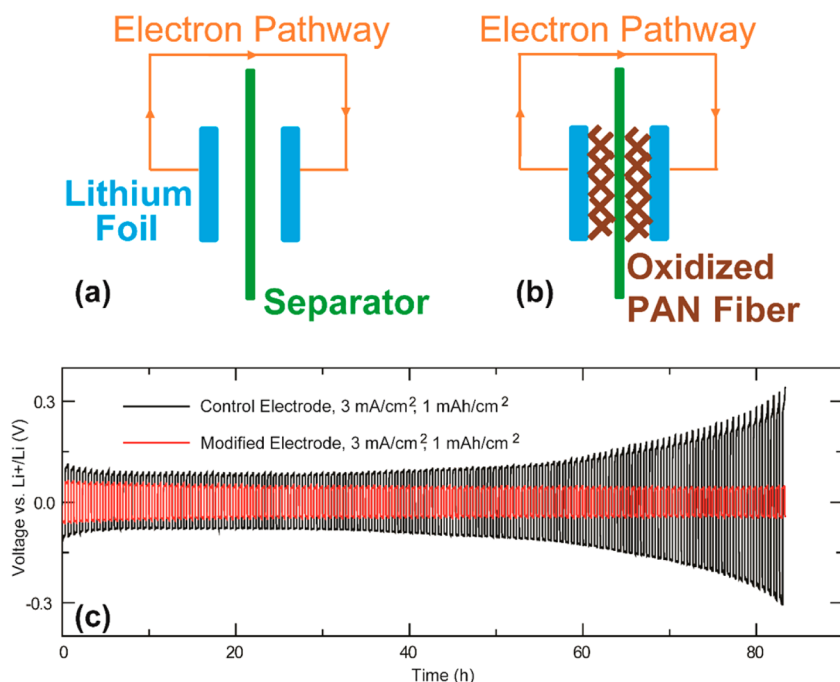 Electron Pathway
Lithium
Foil
(a)
Separator
Electron Pathway
(b)
Oxidized
PAN Fiber
Voltage vs. Li+/Li (V)
0.3
0.0
-0.3
Control Electrode, 3 mA/cm², 1 mAh/cm²
Modified Electrode, 3 mA/cm², 1 mAh/cm²
(c)
0 20 40 60 80
Time (h)